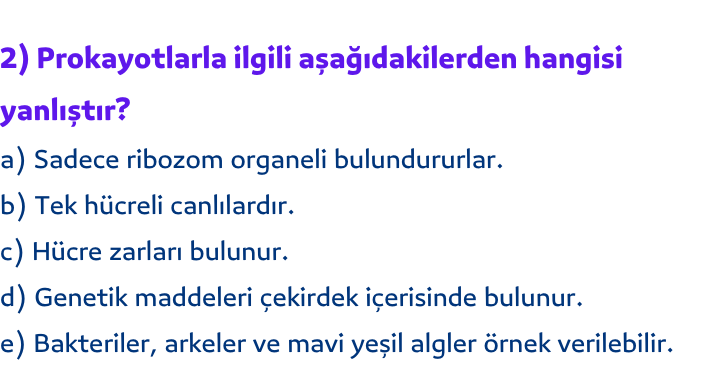 2) Prokayotlarla ilgili aşağıdakilerden hangisi
yanlıştır?
a) Sadece ribozom organeli bulundururlar.
b) Tek hücreli canlılardır.
c) Hücre zarları bulunur.
d) Genetik maddeleri çekirdek içerisinde bulunur.
e) Bakteriler, arkeler ve mavi yeşil algler örnek verilebilir.